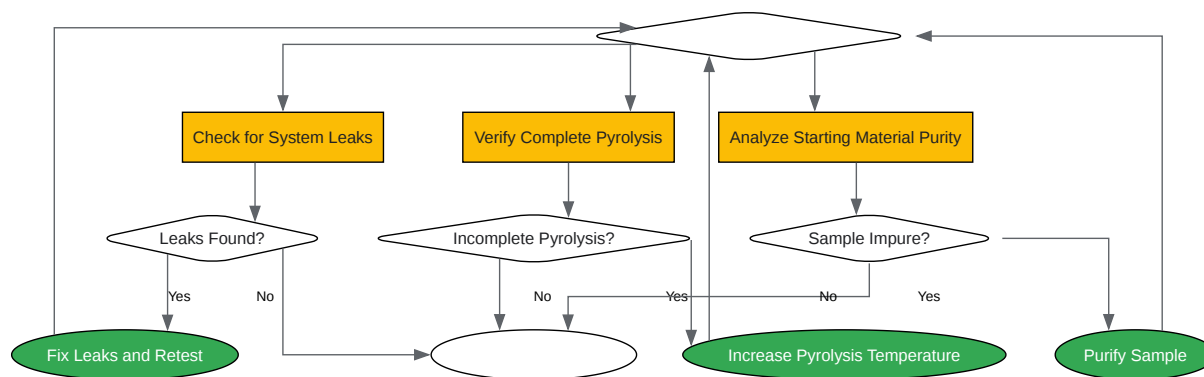 Check for System Leaks
Verify Complete Pyrolysis
Analyze Starting Material Purity
Leaks Found?
Incomplete Pyrolysis?
Sample Impure?
Yes
No
No
Yes
No
Yes
Fix Leaks and Retest
Increase Pyrolysis Temperature
Purify Sample